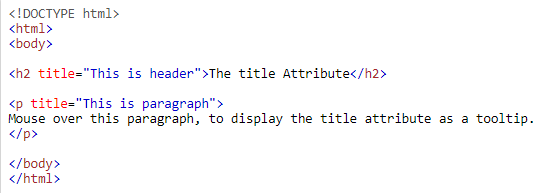 <!DOCTYPE html>
<html>
<body>
<h2 title="This is header">The title Attribute</h2>
<p title="This is paragraph">
Mouse over this paragraph, to display the title attribute as a tooltip.
</p>
</body>
</html>